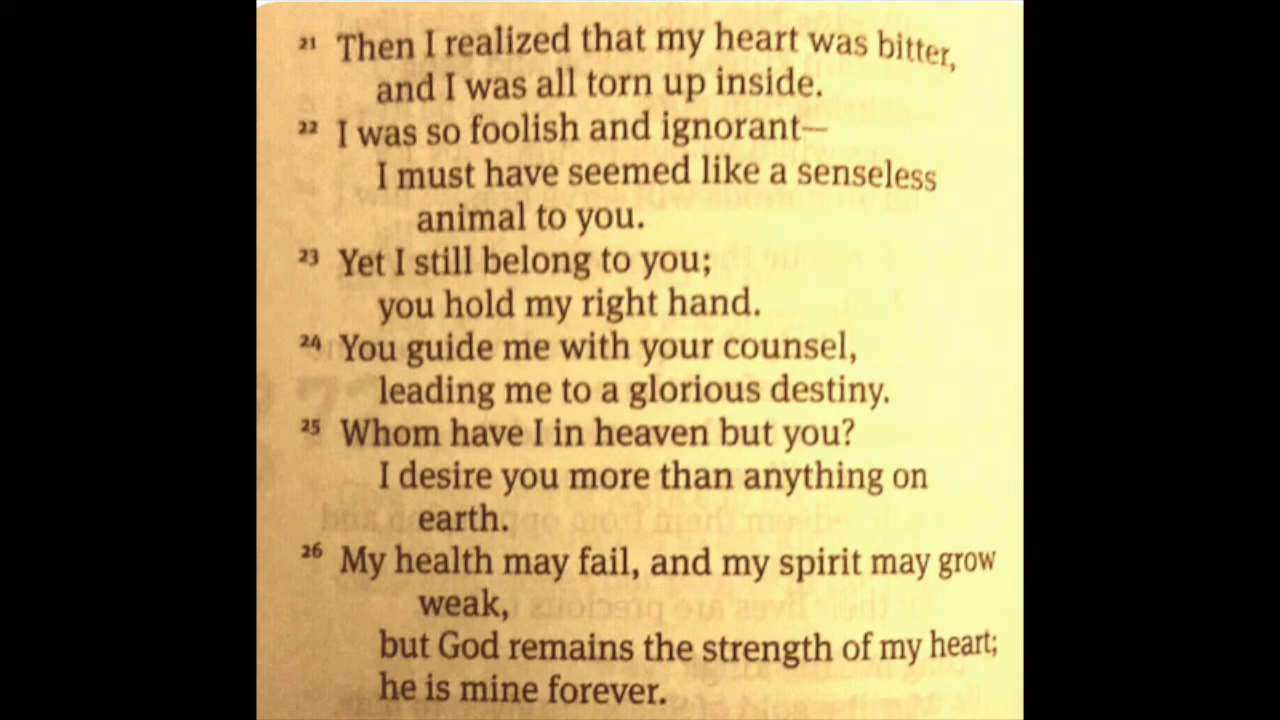 21 Then I realized that my heart was bitter,
and I was all torn up inside.
22 I was so foolish and ignorant—
I must have seemed like a senseless
animal to you.
23 Yet I still belong to you;
you hold my right hand.
24 You guide me with your counsel,
leading me to a glorious destiny.
25 Whom have I in heaven but you?
I desire you more than anything on
earth.
26 My health may fail, and my spirit may grow
weak,
but God remains the strength of my heart;
he is mine forever.